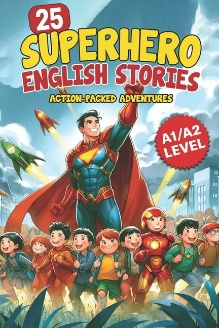 25
SUPERHERO
ENGLISH STORIES
ACTION-PACKED ADVENTURES
A1/A2
LEVEL